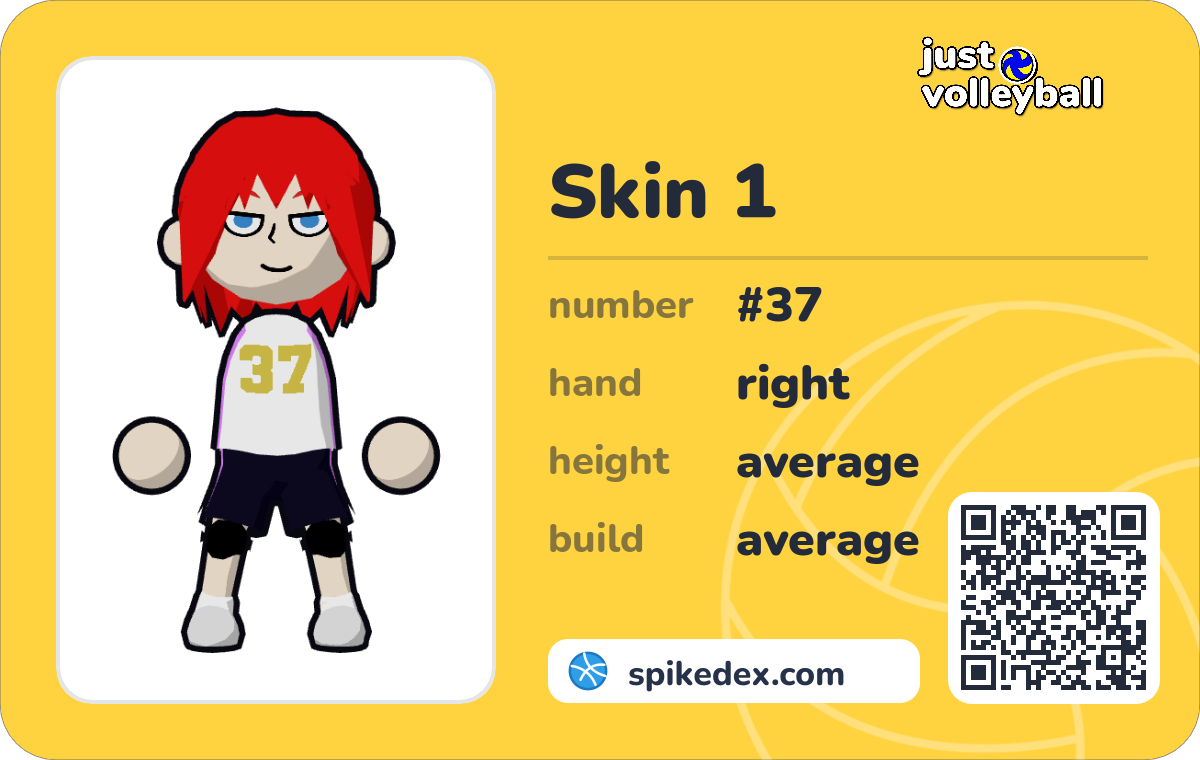 just
volleyball
Skin 1
number #37
hand right
height average
build average
37
spikedex.com